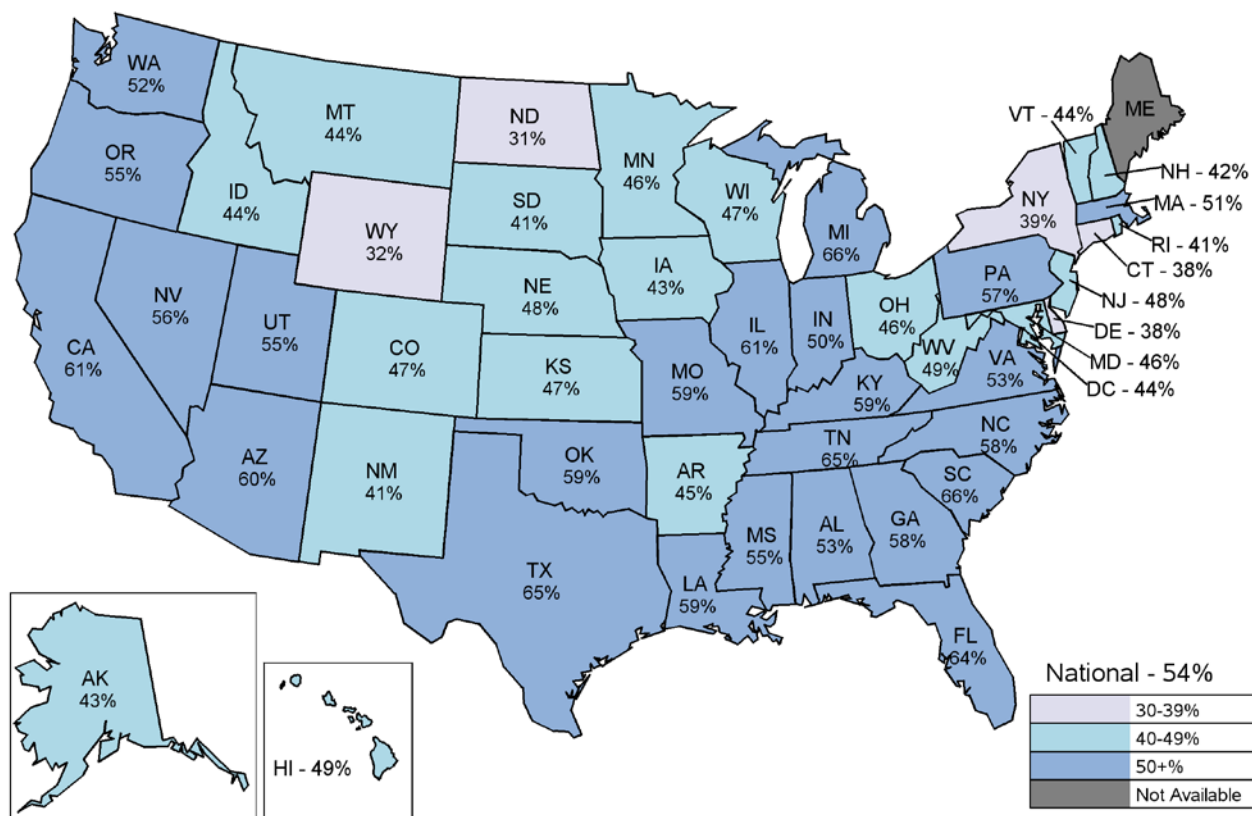 WA
52%
OR
55%
CA
61%
NV
56%
ID
44%
MT
44%
WY
32%
UT
55%
AZ
60%
CO
47%
NM
41%
ND
31%
SD
41%
NE
48%
KS
47%
OK
59%
TX
65%
MN
46%
IA
43%
MO
59%
AR
45%
LA
59%
WI
47%
IL
61%
MI
66%
IN
50%
OH
46%
KY
59%
TN
65%
MS
55%
AL
53%
GA
58%
FL
64%
SC
66%
NC
58%
VA
53%
WV
49%
PA
57%
NY
39%
ME
VT - 44%
NH - 42%
MA - 51%
RI - 41%
CT - 38%
NJ - 48%
DE - 38%
MD - 46%
DC - 44%
AK
43%
HI - 49%
National - 54%
30-39%
40-49%
50+%
Not Available